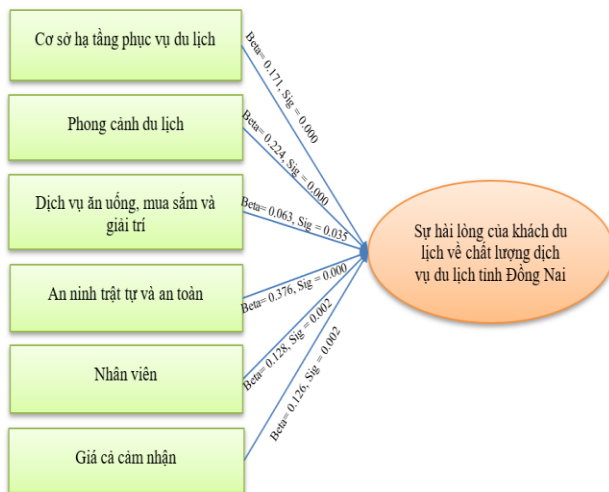 Cơ sở hạ tầng phục vụ du lịch
Beta= 0.171, Sig = 0.000
Phong cảnh du lịch
Beta= 0.224, Sig = 0.000
Dịch vụ ăn uống, mua sắm và
giải trí
Beta= 0.063, Sig = 0.035
An ninh trật tự và an toàn
Beta= 0.376, Sig = 0.000
Nhân viên
Beta= 0.128, Sig = 0.002
Giá cả cảm nhận
Beta= 0.126, Sig = 0.002
Sự hài lòng của khách du
lịch về chất lượng dịch
vụ du lịch tỉnh Đồng Nai